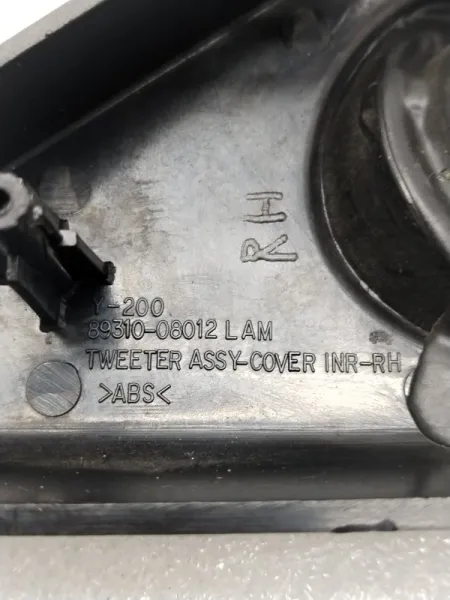 RH
Y-200
89310-08012 LAM
TWEETER ASSY-COVER INR-RH
>ABS<